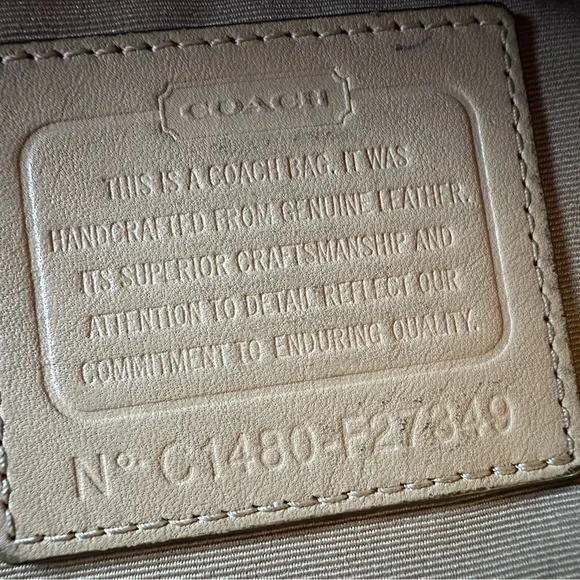 COACH
THIS IS A COACH BAG. IT WAS
HANDCRAFTED FROM GENUINE LEATHER.
ITS SUPERIOR CRAFTSMANSHIP AND
ATTENTION TO DETAIL REFLECT OUR
COMMITMENT TO ENDURING QUALITY.
Nº. C1480-F27349